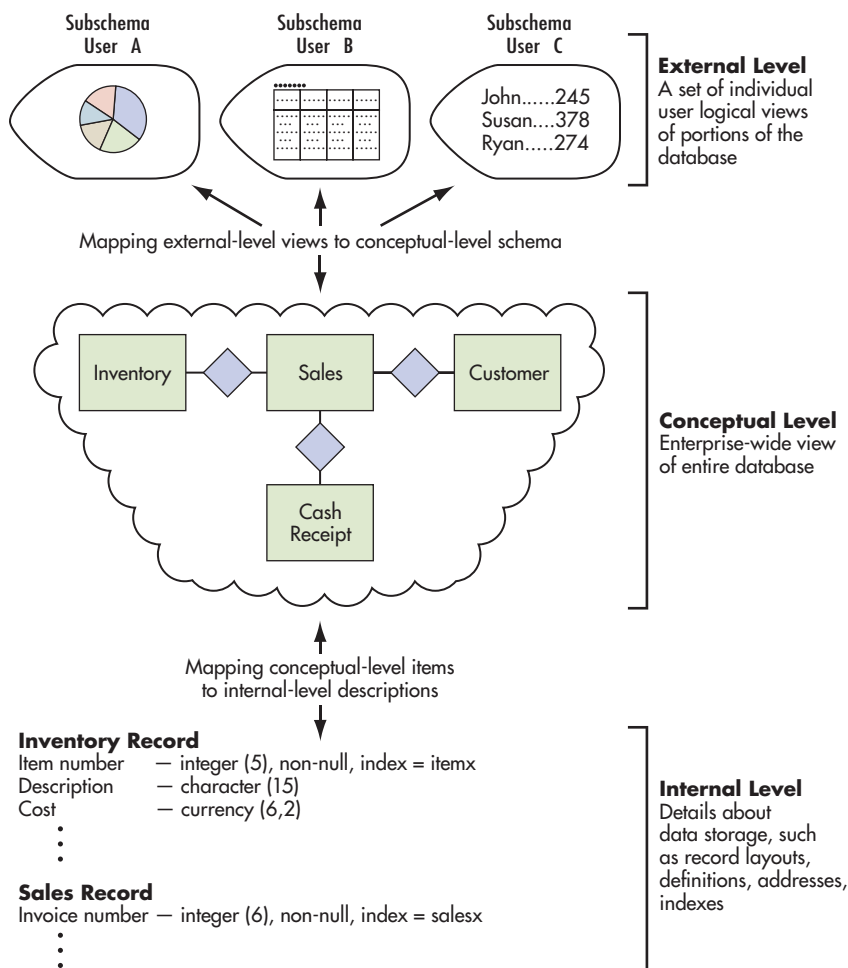 Subschema
User A
Subschema
User B
Subschema
User C
John.....245
Susan....378
Ryan.....274
External Level
A set of individual
user logical views
of portions of the
database
Mapping external-level views to conceptual-level schema
Inventory
Sales
Customer
Cash
Receipt
Conceptual Level
Enterprise-wide view
of entire database
Mapping conceptual-level items
to internal-level descriptions
Inventory Record
Item number — integer (5), non-null, index = itemx
Description — character (15)
Cost — currency (6,2)
Sales Record
Invoice number — integer (6), non-null, index = salesx
Internal Level
Details about
data storage, such
as record layouts,
definitions, addresses,
indexes